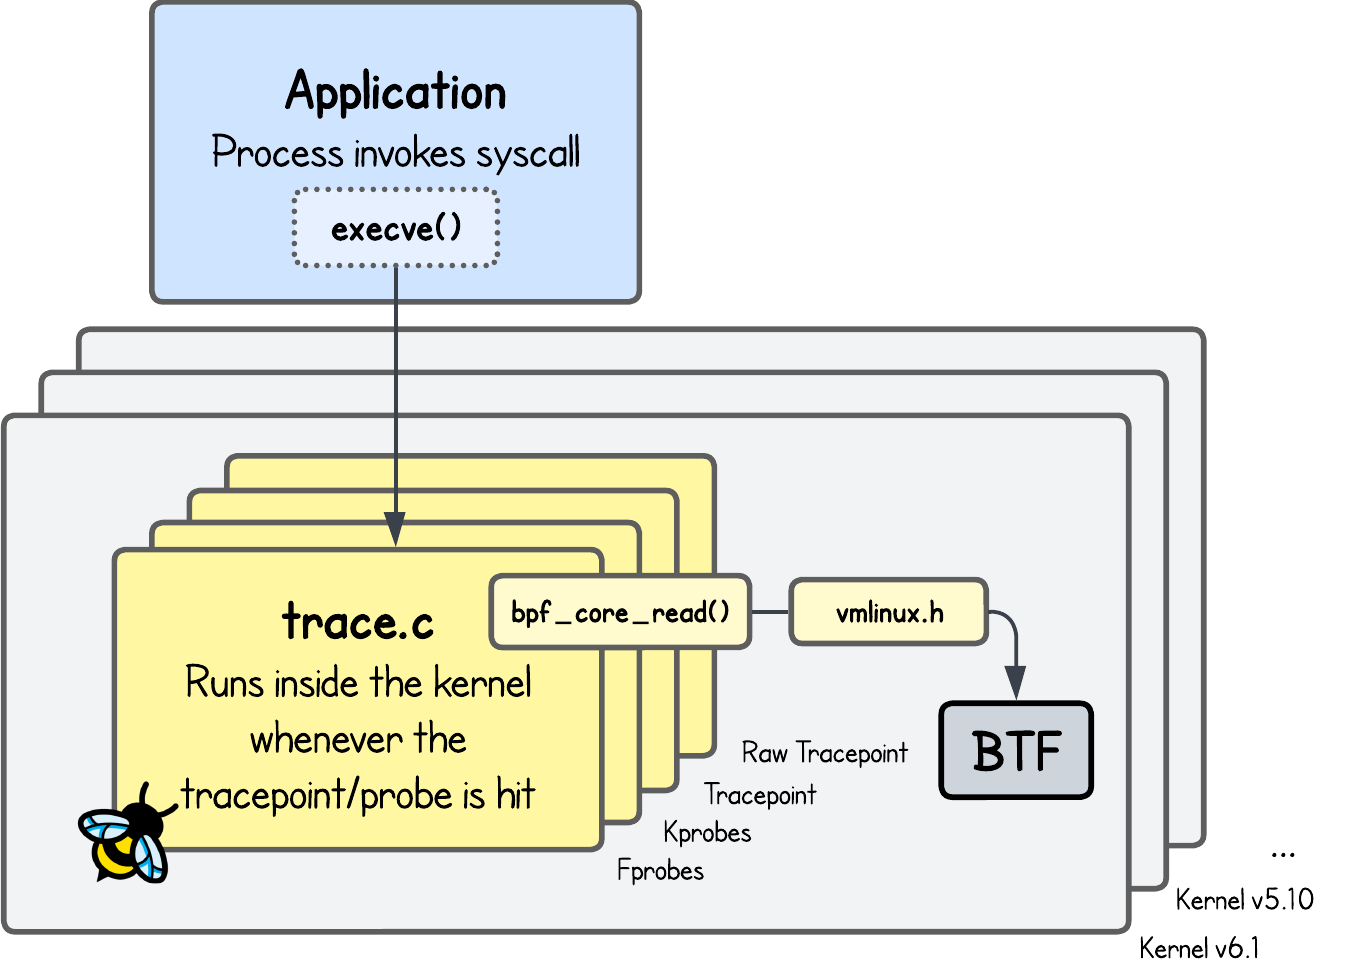 Application
Process invokes syscall
execve()
trace.c
Runs inside the kernel
whenever the
tracepoint/probe is hit
bpf_core_read()
vmlinux.h
BTF
Raw Tracepoint
Tracepoint
Kprobes
Fprobes
...
Kernel v5.10
Kernel v6.1